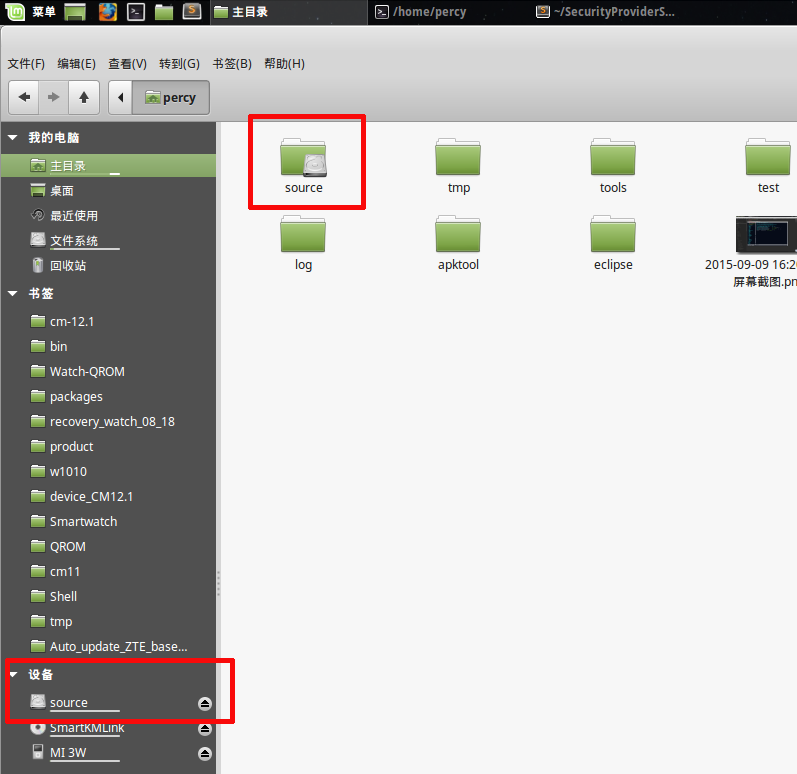 菜单
主目录
/home/percy
~/SecurityProviderS...
文件(F) 编辑(E) 查看(V) 转到(G) 书签(B) 帮助(H)
percy
我的电脑
主目录
桌面
最近使用
文件系统
回收站
书签
cm-12.1
bin
Watch-QROM
packages
recovery_watch_08_18
product
w1010
device_CM12.1
Smartwatch
QROM
cm11
Shell
tmp
Auto_update_ZTE_base...
设备
source
SmartKMLink
MI 3W
source
tmp
tools
test
log
apktool
eclipse
2015-09-09 16:2
屏幕截图.pn